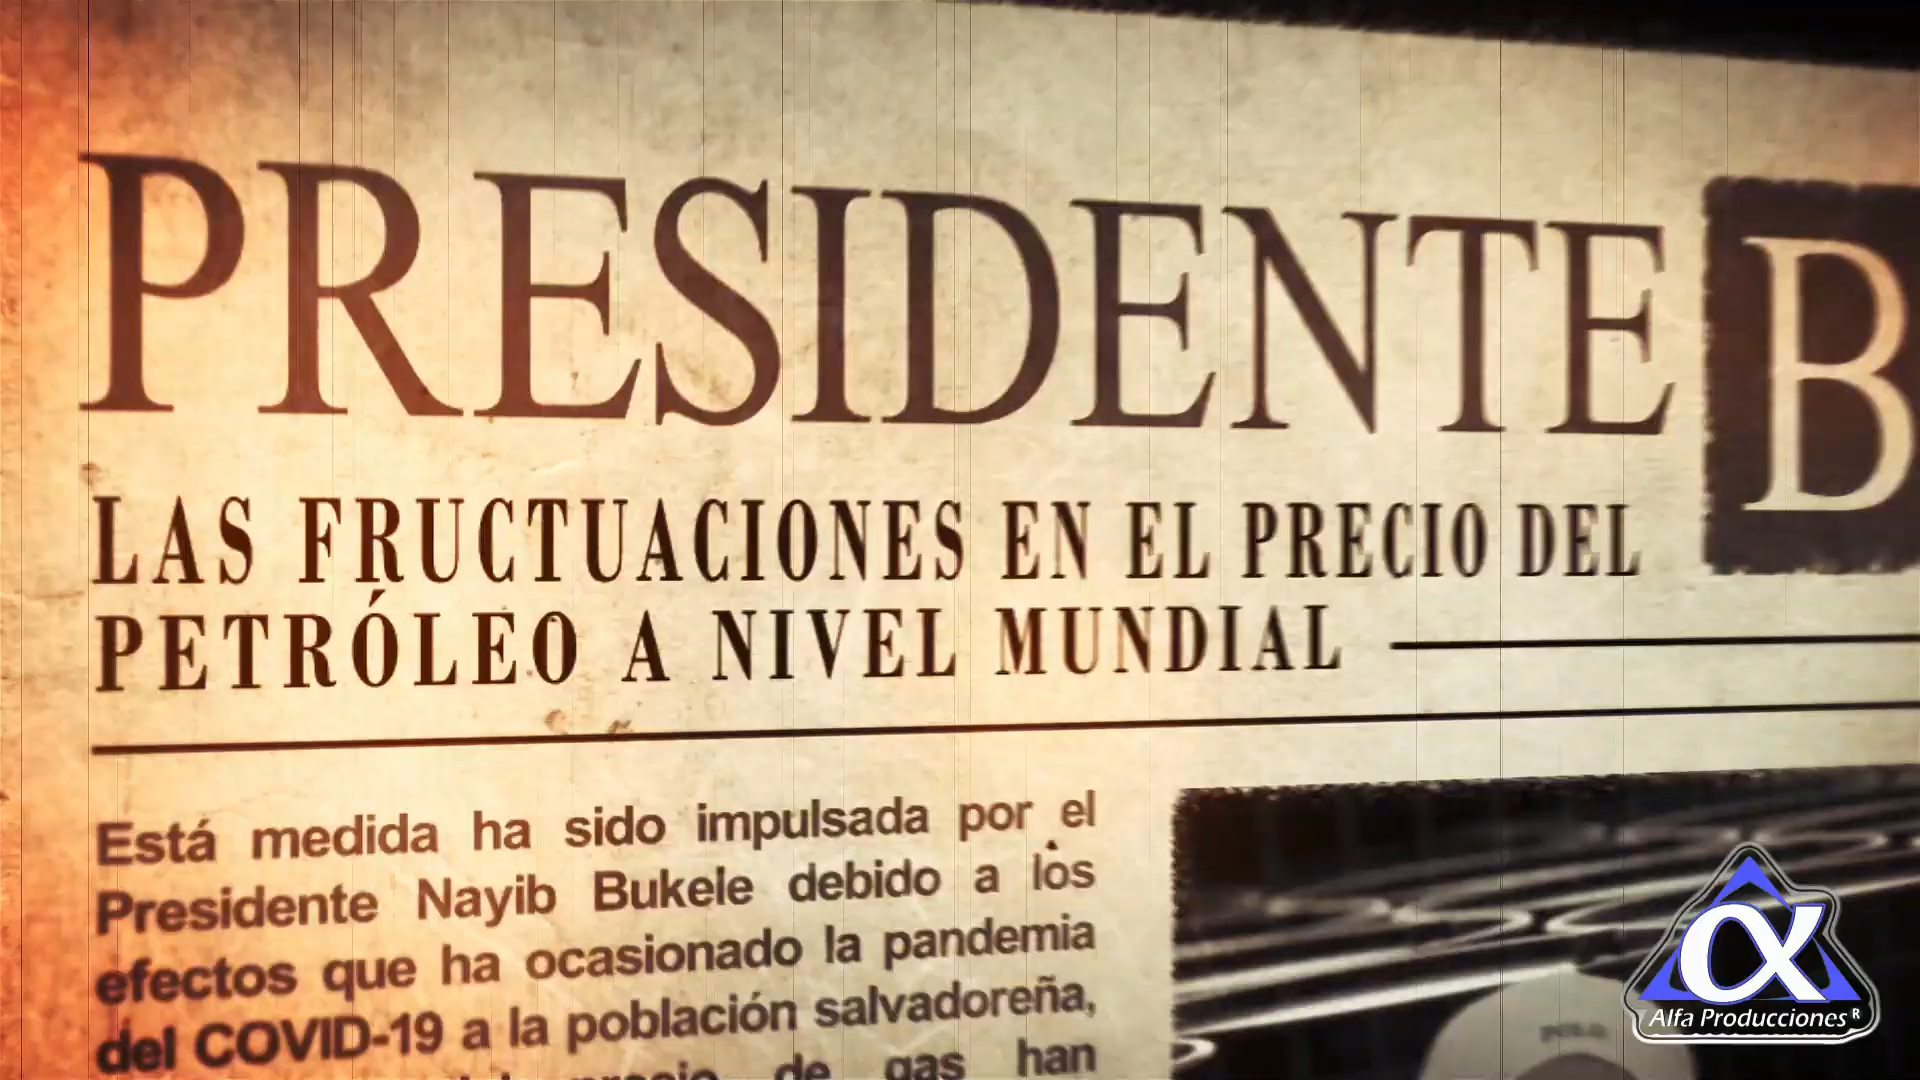 PRESIDENTE B
LAS FRUCTUACIONES EN EL PRECIO DEL
PETRÓLEO A NIVEL MUNDIAL
Está medida ha sido impulsada por el
Presidente Nayib Bukele debido a los
efectos que ha ocasionado la pandemia
del COVID-19 a la población salvadoreña,
precio de gas han
Alfa Producciones R